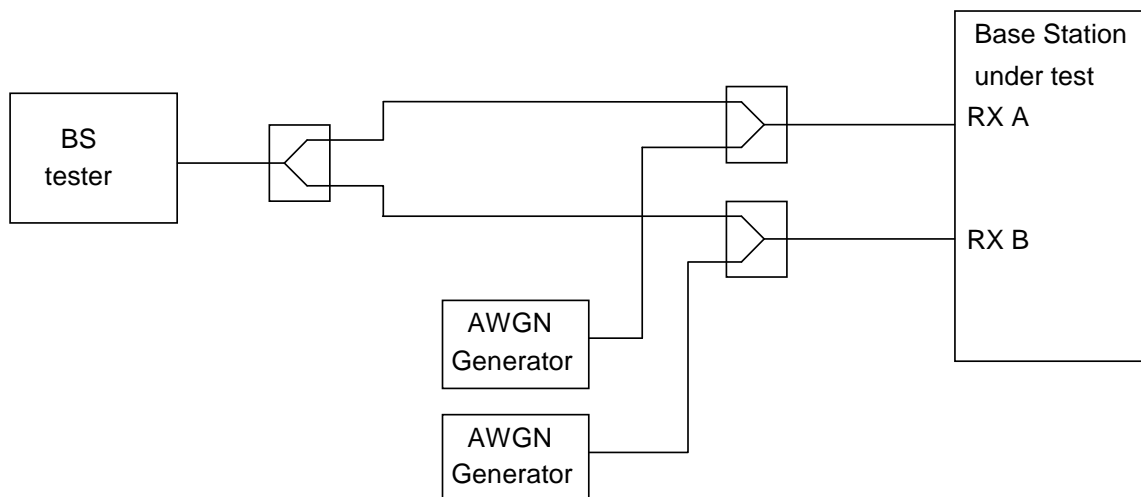 BS
tester
Base Station
under test
RX A
RX B
AWGN
Generator
AWGN
Generator